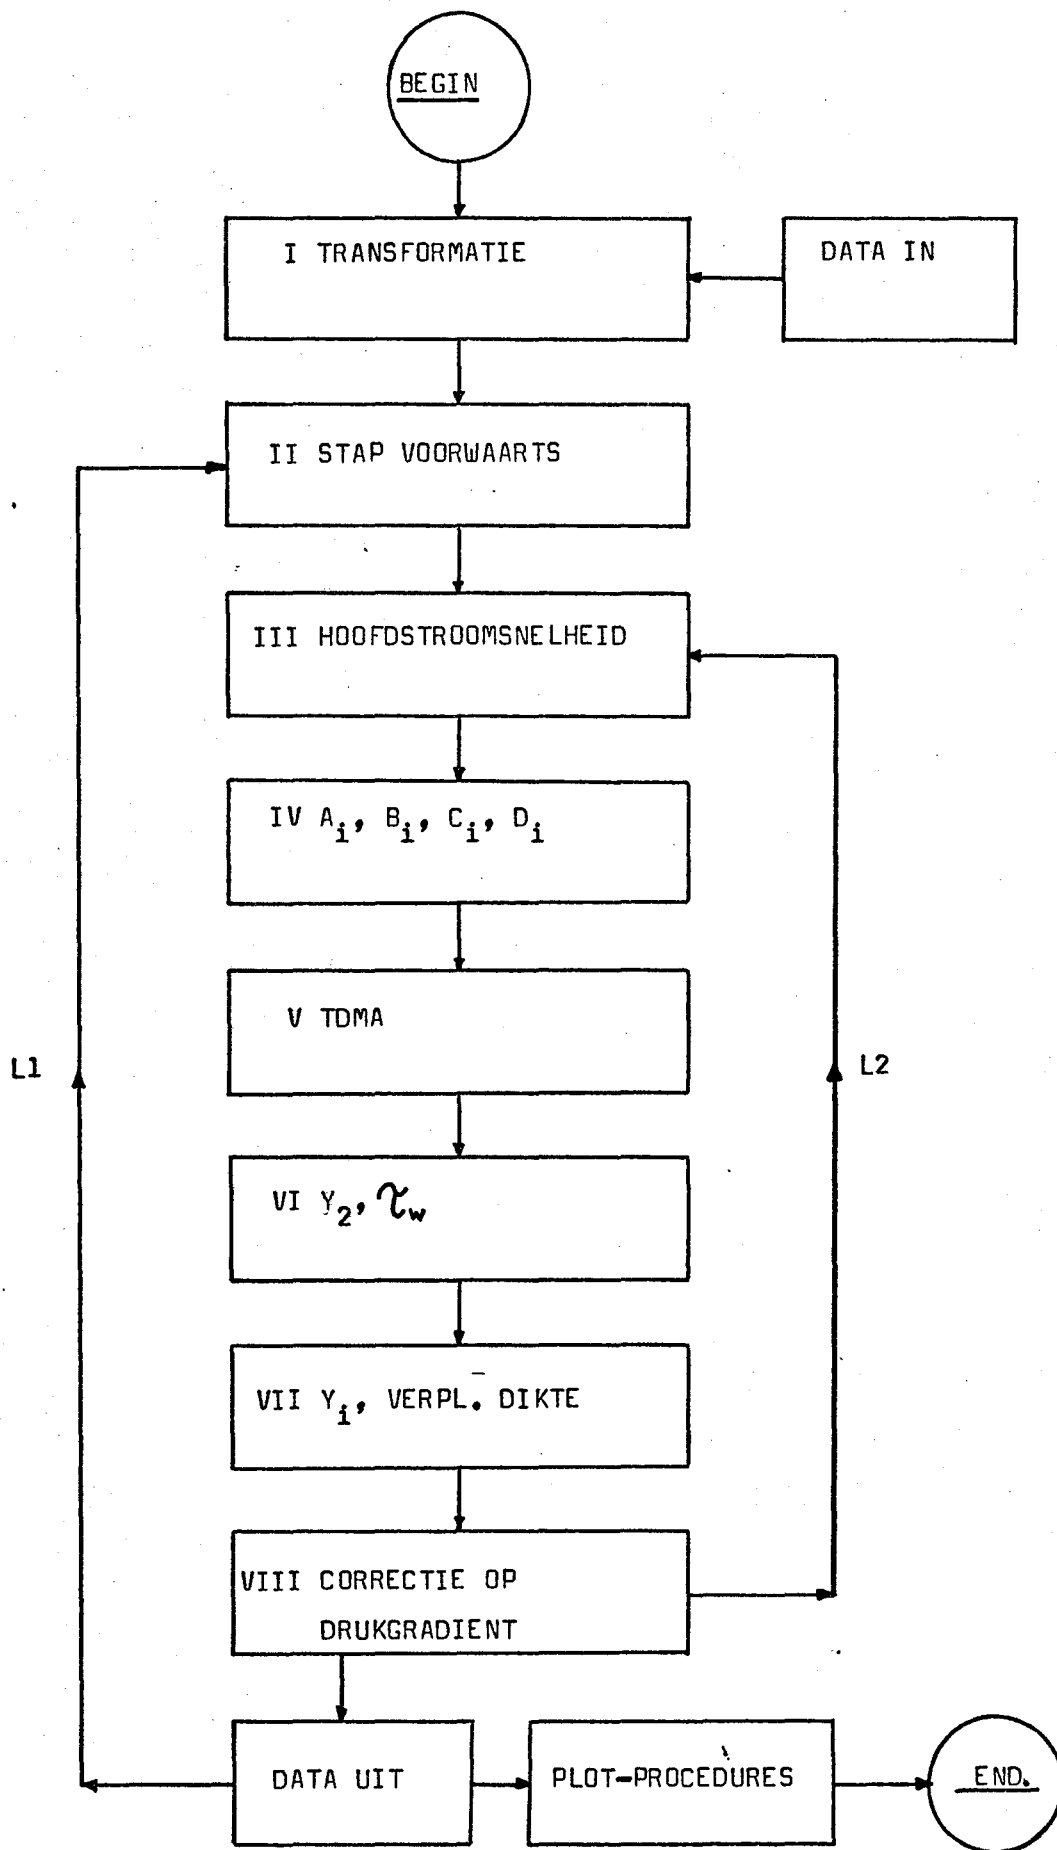 BEGIN
I TRANSFORMATIE
DATA IN
II STAP VOORWAARTS
III HOOFDSTROOMSNELHEID
IV A_i, B_i, C_i, D_i
V TDMA
L1
L2
VI Y_2, τ_w
VII Y_i, VERPL. DIKTE
VIII CORRECTIE OP
DRUKGRADIENT
DATA UIT
PLOT-PROCEDURES
END.